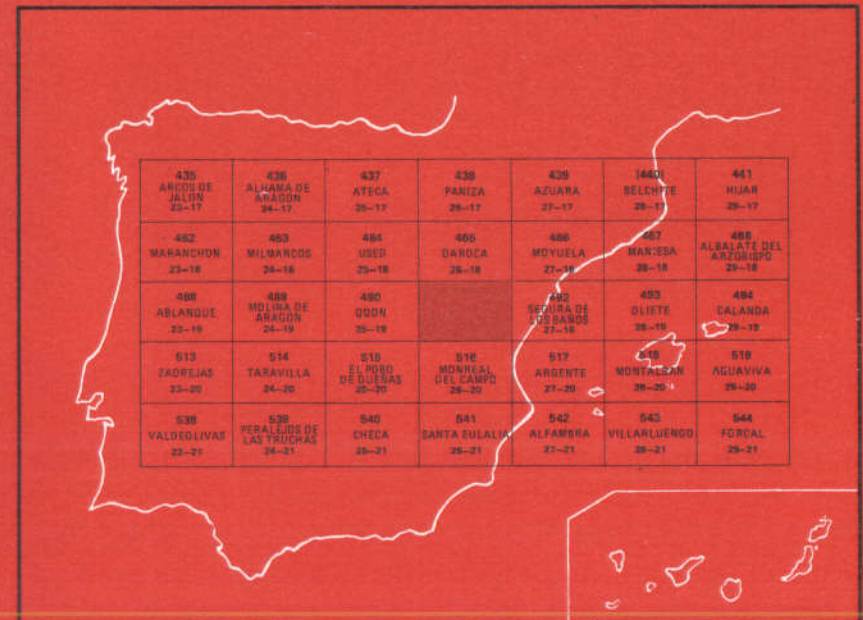 435 436 437 438 439 (440) 441
ARCOS DE JALON ALHAMA DE ARAGON ATECA PANIZA AZUARA BELCHITE HIJAR
23-17 24-17 25-17 26-17 27-17 28-17 29-17
462 463 464 465 466 467 468
MARANCHON MILMARCOS USED DAROCA MOYUELA MANIESA ALBALATE DEL ARZOBISPO
23-18 24-18 25-18 26-18 27-18 28-18 29-18
488 489 490 492 493 494
ABLANQUE MOLINA DE ARAGON ODON SEGURA DE LOS BAÑOS OLIETE CALANDA
23-19 24-19 25-19 27-19 28-19 29-19
513 514 515 516 517 518 519
ZAOREJAS TARAVILLA EL POBO DE DUEÑAS MONREAL DEL CAMPO ARGENTE MONTALBAN AGUAVIVA
23-20 24-20 25-20 26-20 27-20 28-20 29-20
538 539 540 541 542 543 544
VALDEOLIVAS PERALEJOS DE LAS TRUCHAS CHECA SANTA EULALIA ALFAMBRA VILLARLUENGO FORCAL
23-21 24-21 25-21 26-21 27-21 28-21 29-21